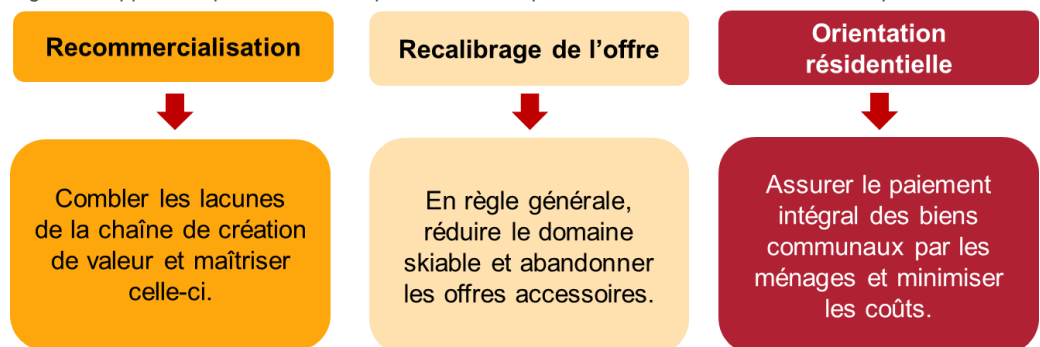 Recommercialisation
Recalibrage de l’offre
Orientation
résidentielle
Combler les lacunes
de la chaîne de création
de valeur et maîtriser
celle-ci.
En règle générale,
réduire le domaine
skiable et abandonner
les offres accessoires.
Assurer le paiement
intégral des biens
communaux par les
ménages et minimiser
les coûts.